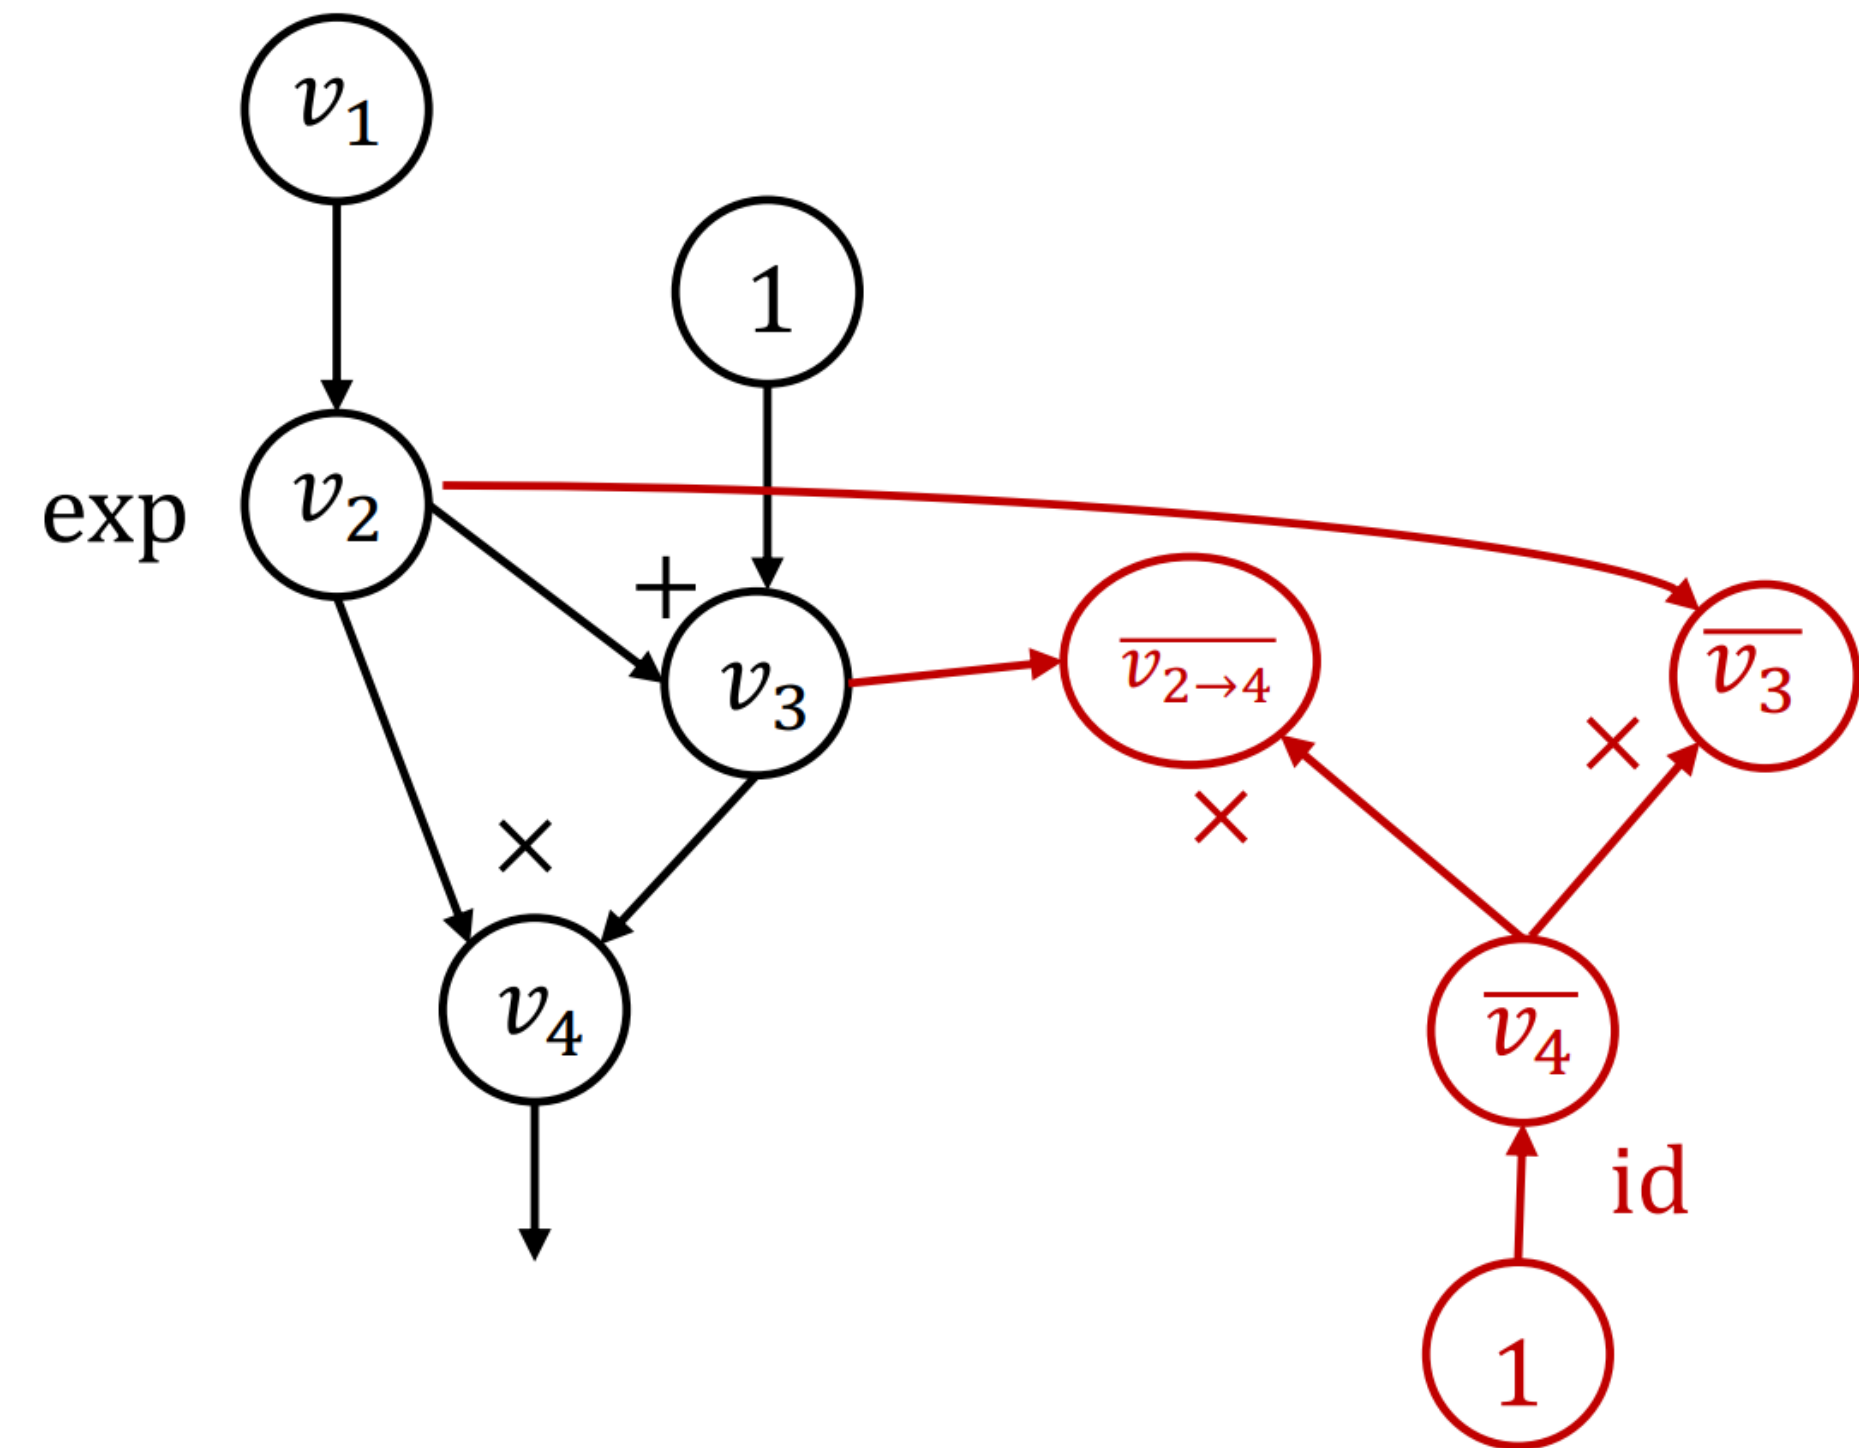 v₁
1
exp
v₂
+
v₃
v̅₂→₄
v̅₃
×
×
×
v₄
v̅₄
id
1